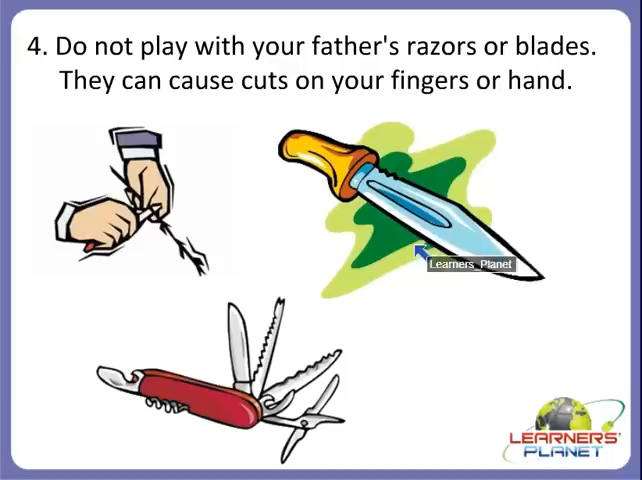 4. Do not play with your father's razors or blades.
They can cause cuts on your fingers or hand.
Learners_Planet
LEARNERS'
PLANET